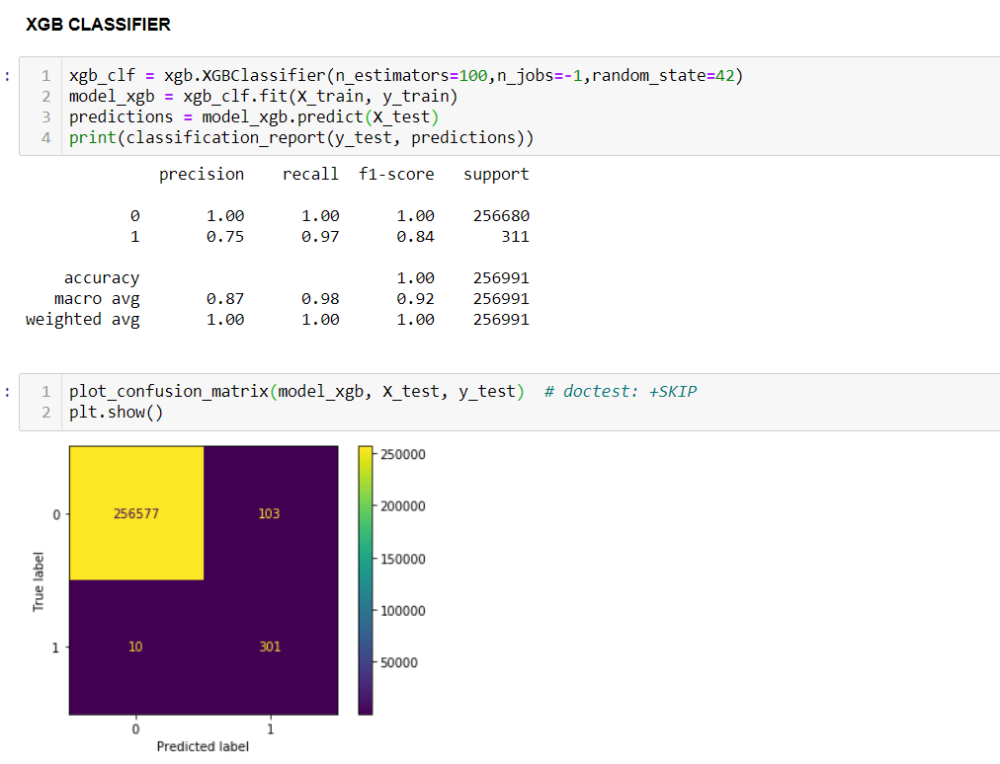 XGB CLASSIFIER
: 1 xgb_clf = xgb.XGBClassifier(n_estimators=100,n_jobs=-1,random_state=42)
2 model_xgb = xgb_clf.fit(X_train, y_train)
3 predictions = model_xgb.predict(X_test)
4 print(classification_report(y_test, predictions))
precision recall f1-score support
0 1.00 1.00 1.00 256680
1 0.75 0.97 0.84 311
accuracy 1.00 256991
macro avg 0.87 0.98 0.92 256991
weighted avg 1.00 1.00 1.00 256991
: 1 plot_confusion_matrix(model_xgb, X_test, y_test) # doctest: +SKIP
2 plt.show()
250000
200000
150000
100000
50000
True label
0 256577 103
1 10 301
0 1
Predicted label